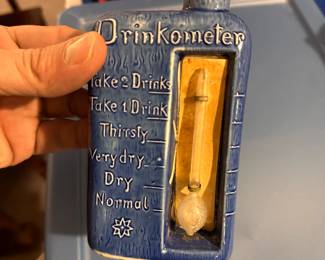 Drinkometer
Take 2 Drinks
Take 1 Drink
Thirsty
Very dry
Dry
Normal